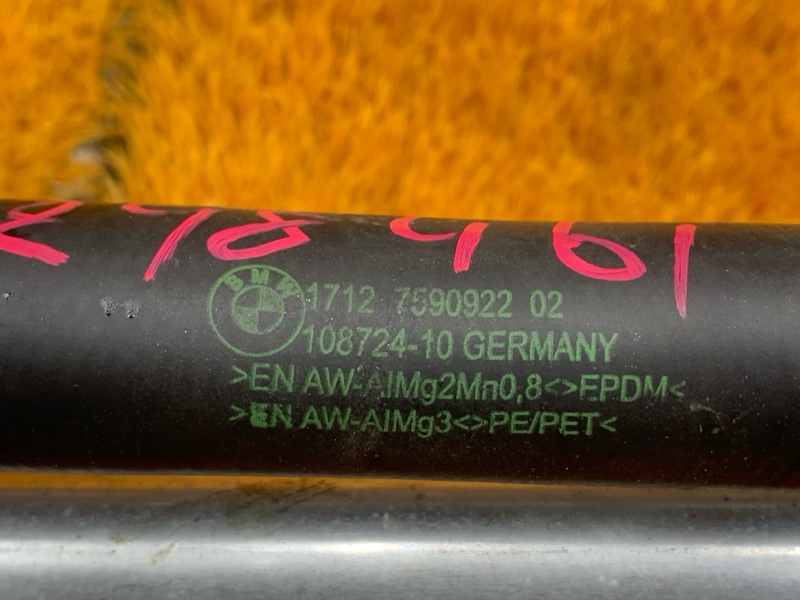 BMW
1712 7590922 02
108724-10 GERMANY
>EN AW-AlMg2Mn0,8<>EPDM<
>EN AW-AlMg3<>PE/PET<